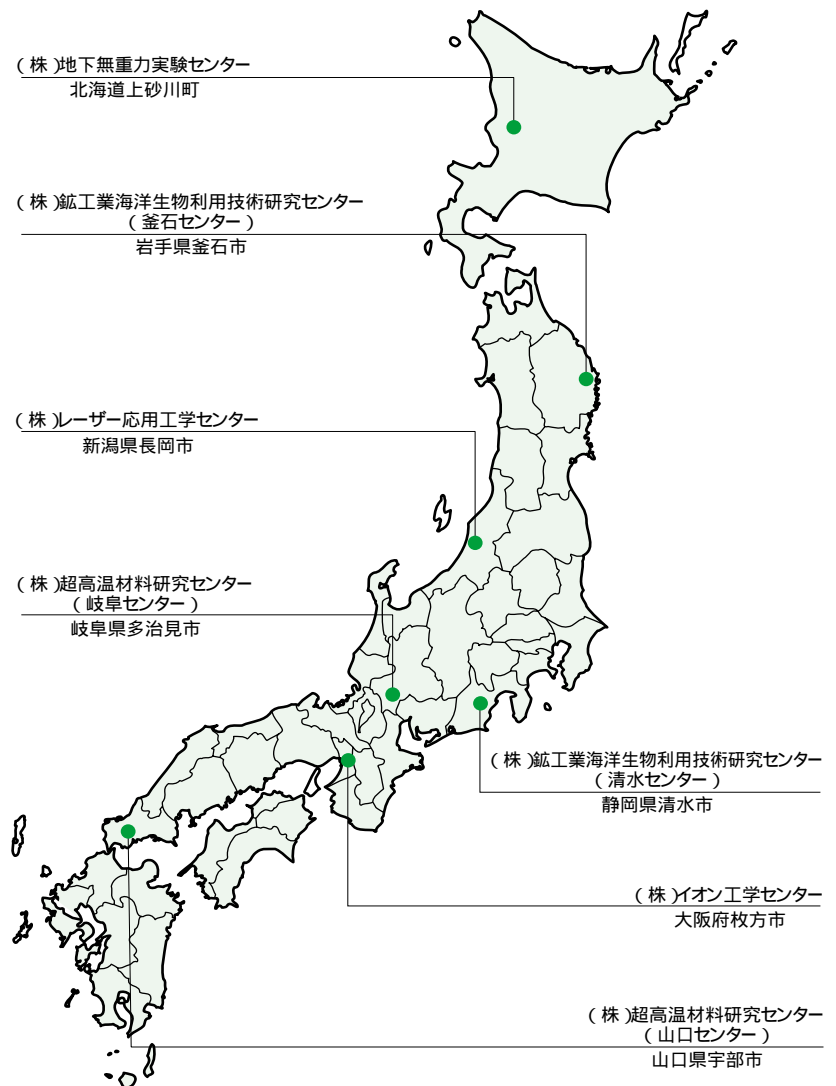 (株)地下無重力実験センター
北海道上砂川町
(株)鉱工業海洋生物利用技術研究センター
(釜石センター)
岩手県釜石市
(株)レーザー応用工学センター
新潟県長岡市
(株)超高温材料研究センター
(岐阜センター)
岐阜県多治見市
(株)鉱工業海洋生物利用技術研究センター
(清水センター)
静岡県清水市
(株)イオン工学センター
大阪府枚方市
(株)超高温材料研究センター
(山口センター)
山口県宇部市